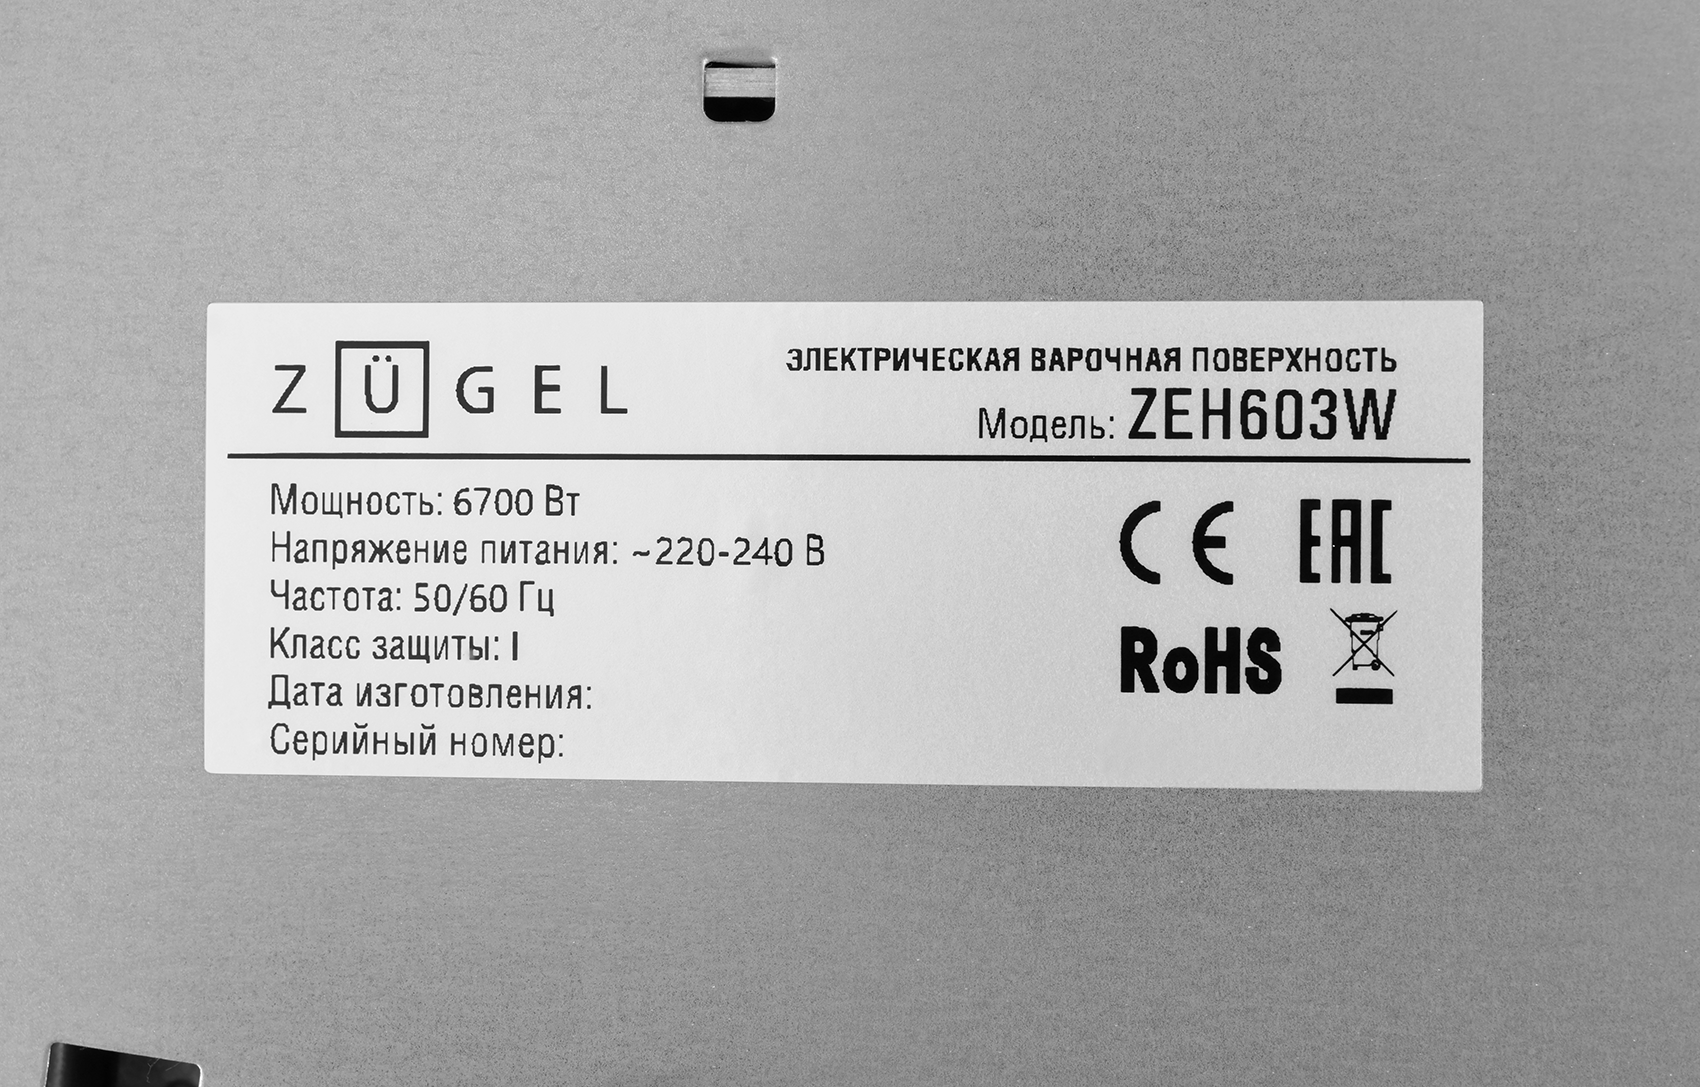 ZÜGEL
ЭЛЕКТРИЧЕСКАЯ ВАРОЧНАЯ ПОВЕРХНОСТЬ
Модель: ZEH603W
Мощность: 6700 Вт
Напряжение питания: ~220-240 В
Частота: 50/60 Гц
Класс защиты: I
Дата изготовления:
Серийный номер:
CE EAC
RoHS